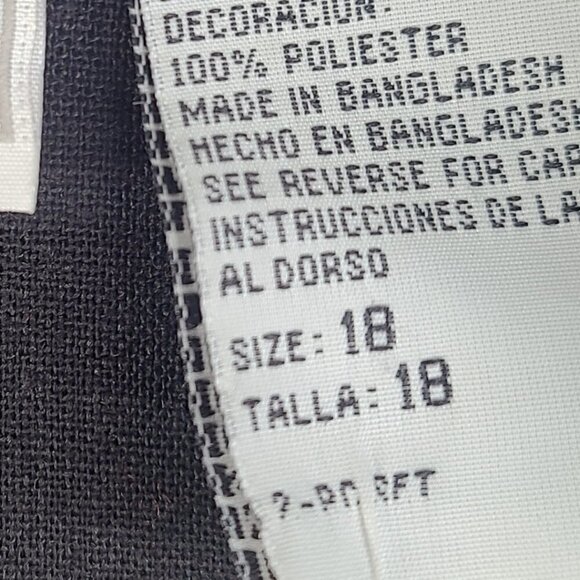 DECORACION:
100% POLIESTER
MADE IN BANGLADESH
HECHO EN BANGLADESH
SEE REVERSE FOR CAR
INSTRUCCIONES DE LA
AL DORSO
SIZE: 18
TALLA: 18